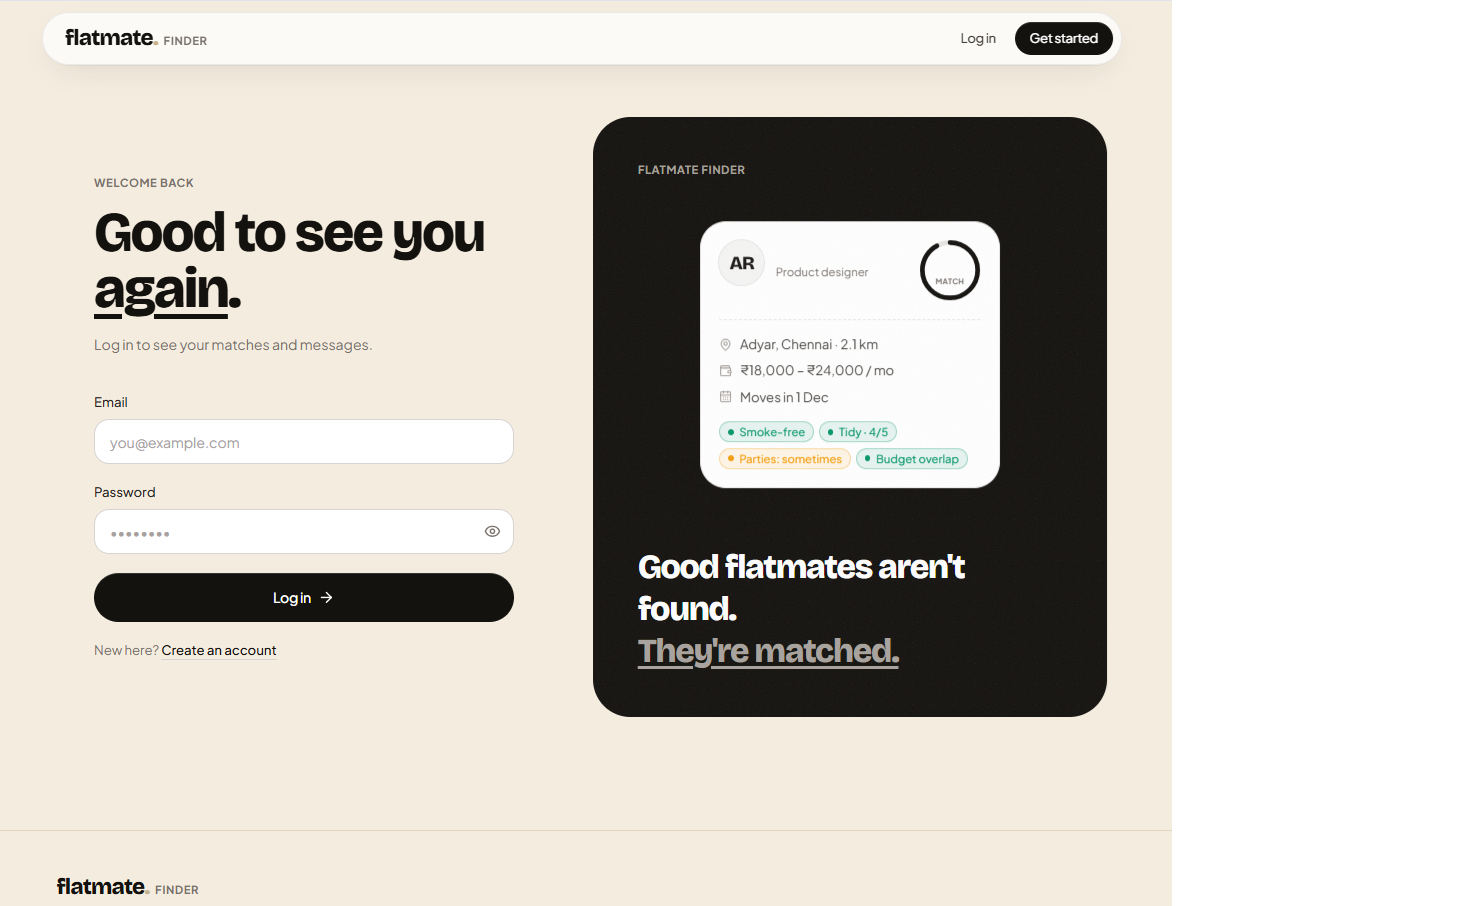 flatmate. FINDER
Log in
Get started
WELCOME BACK
Good to see you
again.
Log in to see your matches and messages.
Email
you@example.com
Password
••••••••
Log in →
New here? Create an account
FLATMATE FINDER
AR
Product designer
MATCH
Adyar, Chennai · 2.1 km
₹18,000 – ₹24,000 / mo
Moves in 1 Dec
Smoke-free
Tidy · 4/5
Parties: sometimes
Budget overlap
Good flatmates aren't
found.
They're matched.
flatmate. FINDER